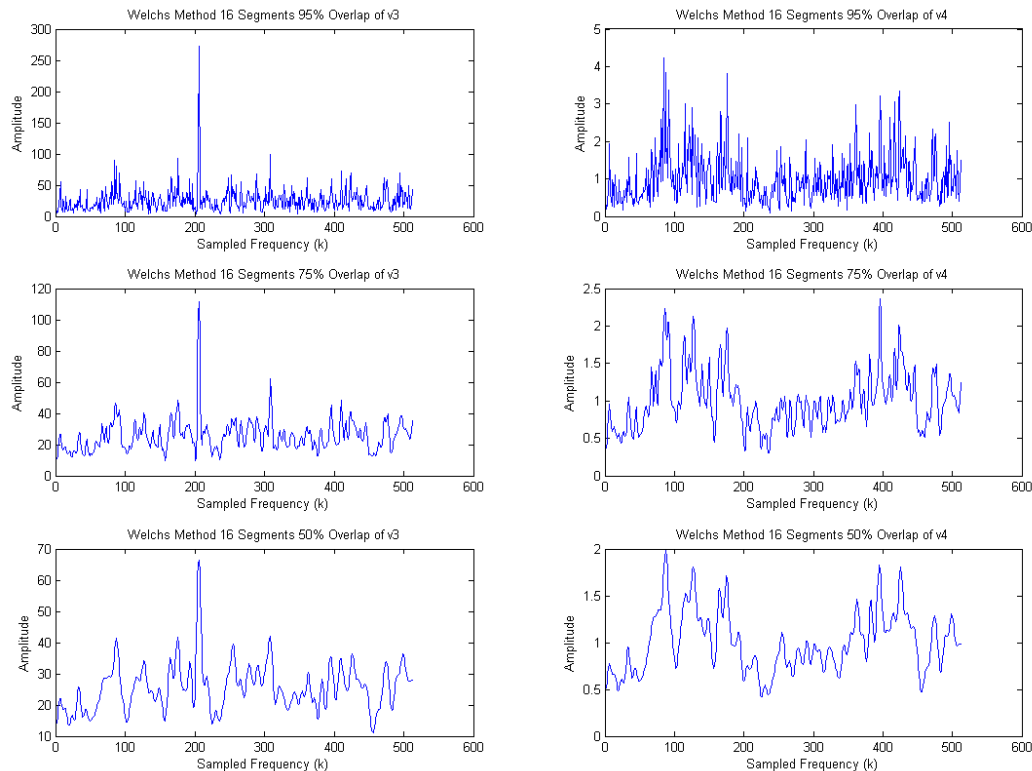 Welchs Method 16 Segments 95% Overlap of v3
300
250
200
150
100
50
0
Amplitude
0 100 200 300 400 500 600
Sampled Frequency (k)
Welchs Method 16 Segments 95% Overlap of v4
5
4
3
2
1
0
Amplitude
0 100 200 300 400 500 600
Sampled Frequency (k)
Welchs Method 16 Segments 75% Overlap of v3
120
100
80
60
40
20
0
Amplitude
0 100 200 300 400 500 600
Sampled Frequency (k)
Welchs Method 16 Segments 75% Overlap of v4
2.5
2
1.5
1
0.5
0
Amplitude
0 100 200 300 400 500 600
Sampled Frequency (k)
Welchs Method 16 Segments 50% Overlap of v3
70
60
50
40
30
20
10
Amplitude
0 100 200 300 400 500 600
Sampled Frequency (k)
Welchs Method 16 Segments 50% Overlap of v4
2
1.5
1
0.5
0
Amplitude
0 100 200 300 400 500 600
Sampled Frequency (k)